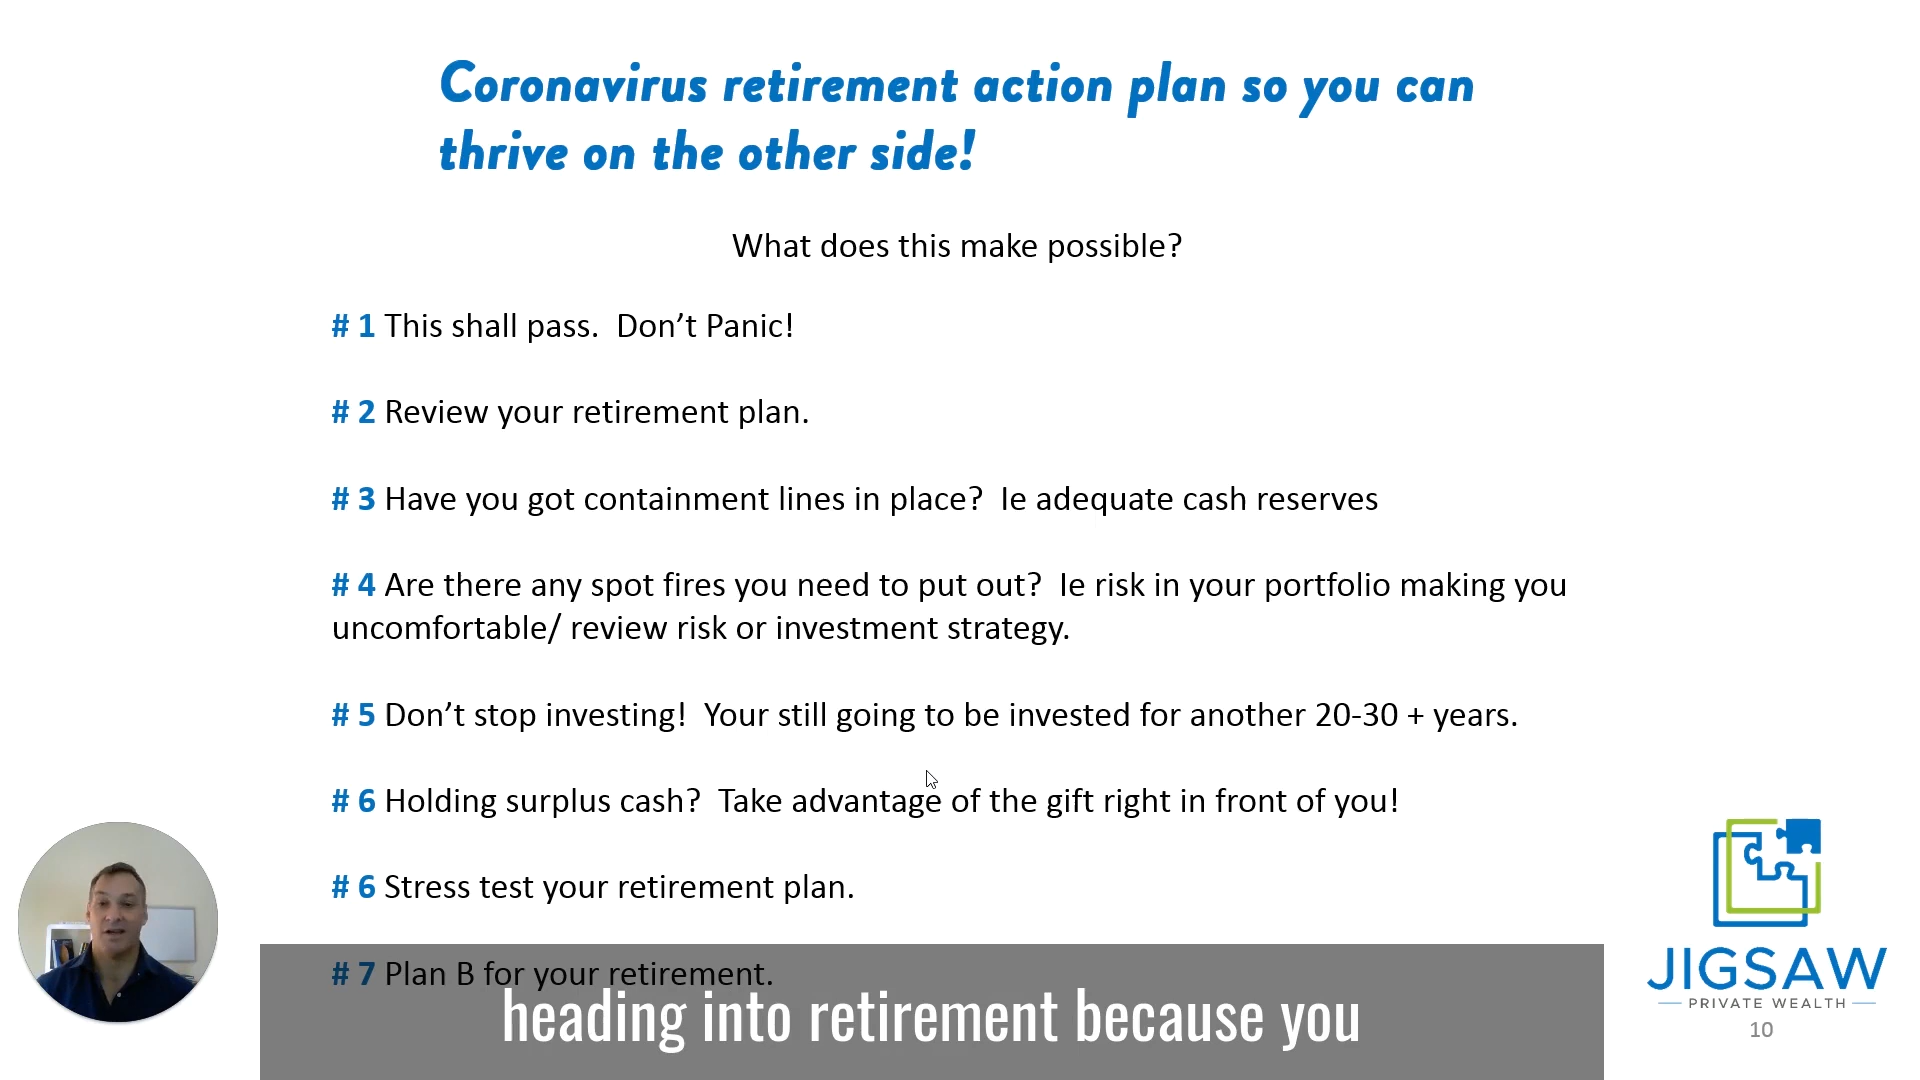 Coronavirus retirement action plan so you can
thrive on the other side!
What does this make possible?
# 1 This shall pass.  Don’t Panic!
# 2 Review your retirement plan.
# 3 Have you got containment lines in place?  Ie adequate cash reserves
# 4 Are there any spot fires you need to put out?  Ie risk in your portfolio making you
uncomfortable/ review risk or investment strategy.
# 5 Don’t stop investing!  Your still going to be invested for another 20-30 + years.
# 6 Holding surplus cash?  Take advantage of the gift right in front of you!
# 6 Stress test your retirement plan.
# 7 Plan B for your retirement.
heading into retirement because you
JIGSAW
PRIVATE WEALTH
10